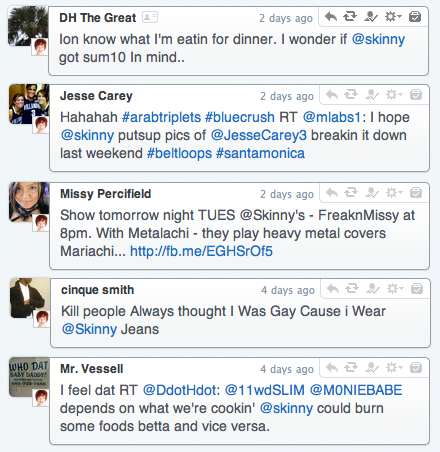 DH The Great
2 days ago
Ion know what I'm eatin for dinner. I wonder if @skinny
got sum10 In mind..
Jesse Carey
2 days ago
Hahahah #arabtriplets #bluecrush RT @mlabs1: I hope
@skinny putsup pics of @JesseCarey3 breakin it down
last weekend #beltloops #santamonica
Missy Percifield
2 days ago
Show tomorrow night TUES @Skinny's - FreaknMissy at
8pm. With Metalachi - they play heavy metal covers
Mariachi... http://fb.me/EGHSrOf5
cinque smith
4 days ago
Kill people Always thought I Was Gay Cause i Wear
@Skinny Jeans
WHO DAT
BABY DADDY?
Mr. Vessell
4 days ago
I feel dat RT @DdotHdot: @11wdSLIM @M0NIEBABE
depends on what we're cookin' @skinny could burn
some foods betta and vice versa.